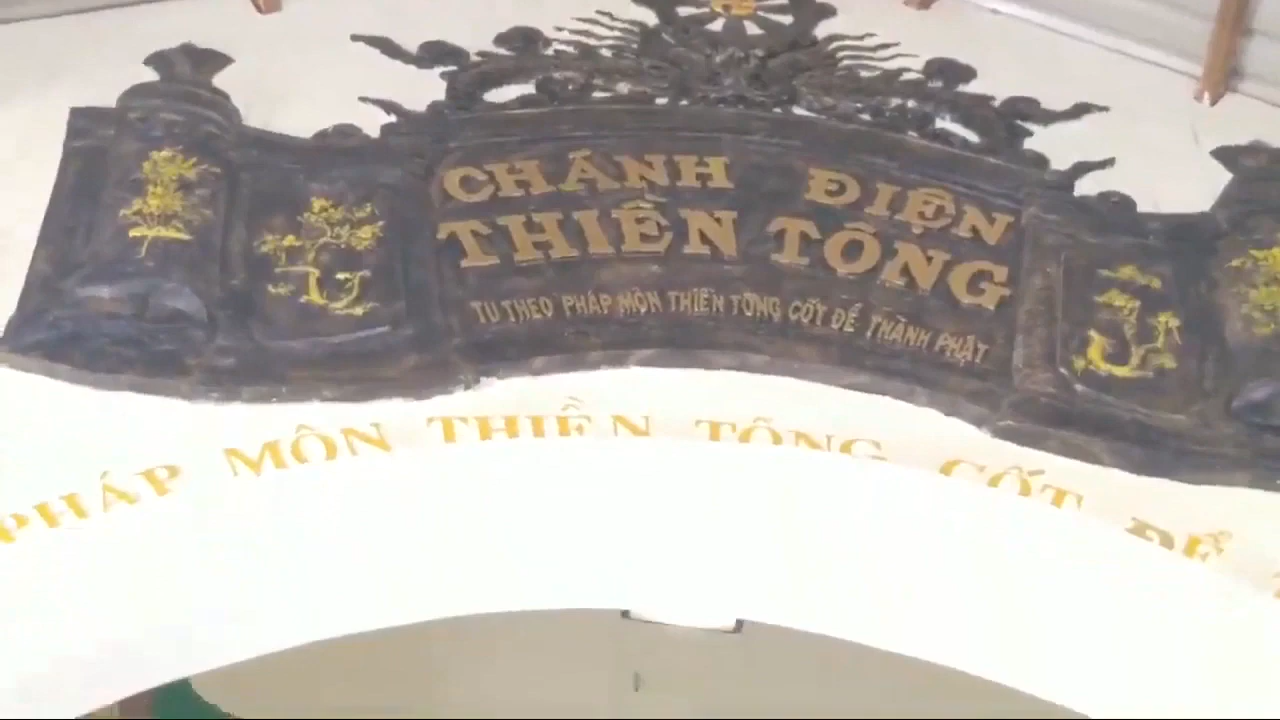 CHÁNH ĐIỆN
THIỀN TÔNG
TU THEO PHÁP MÔN THIỀN TÔNG CỐT ĐỂ THÀNH PHẬT
PHÁP MÔN THIỀN TÔNG CỐT ĐỂ